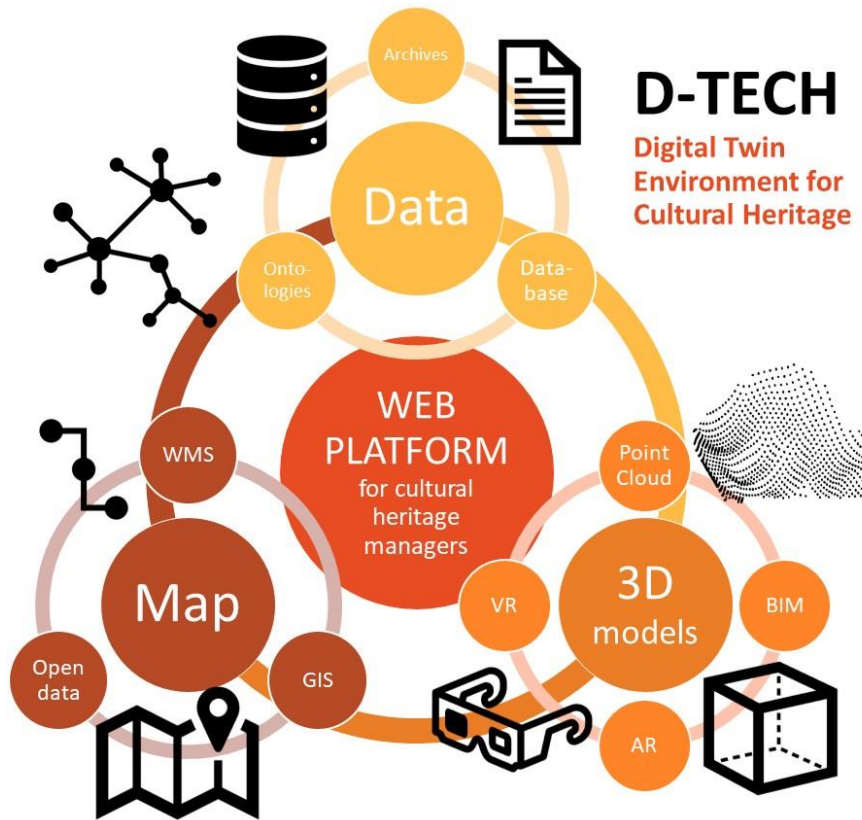 Archives
D-TECH
Digital Twin
Environment for
Cultural Heritage
Data
Onto-
logies
Data-
base
WEB
PLATFORM
for cultural
heritage
managers
WMS
Map
Open
data
GIS
Point
Cloud
VR
3D
models
BIM
AR